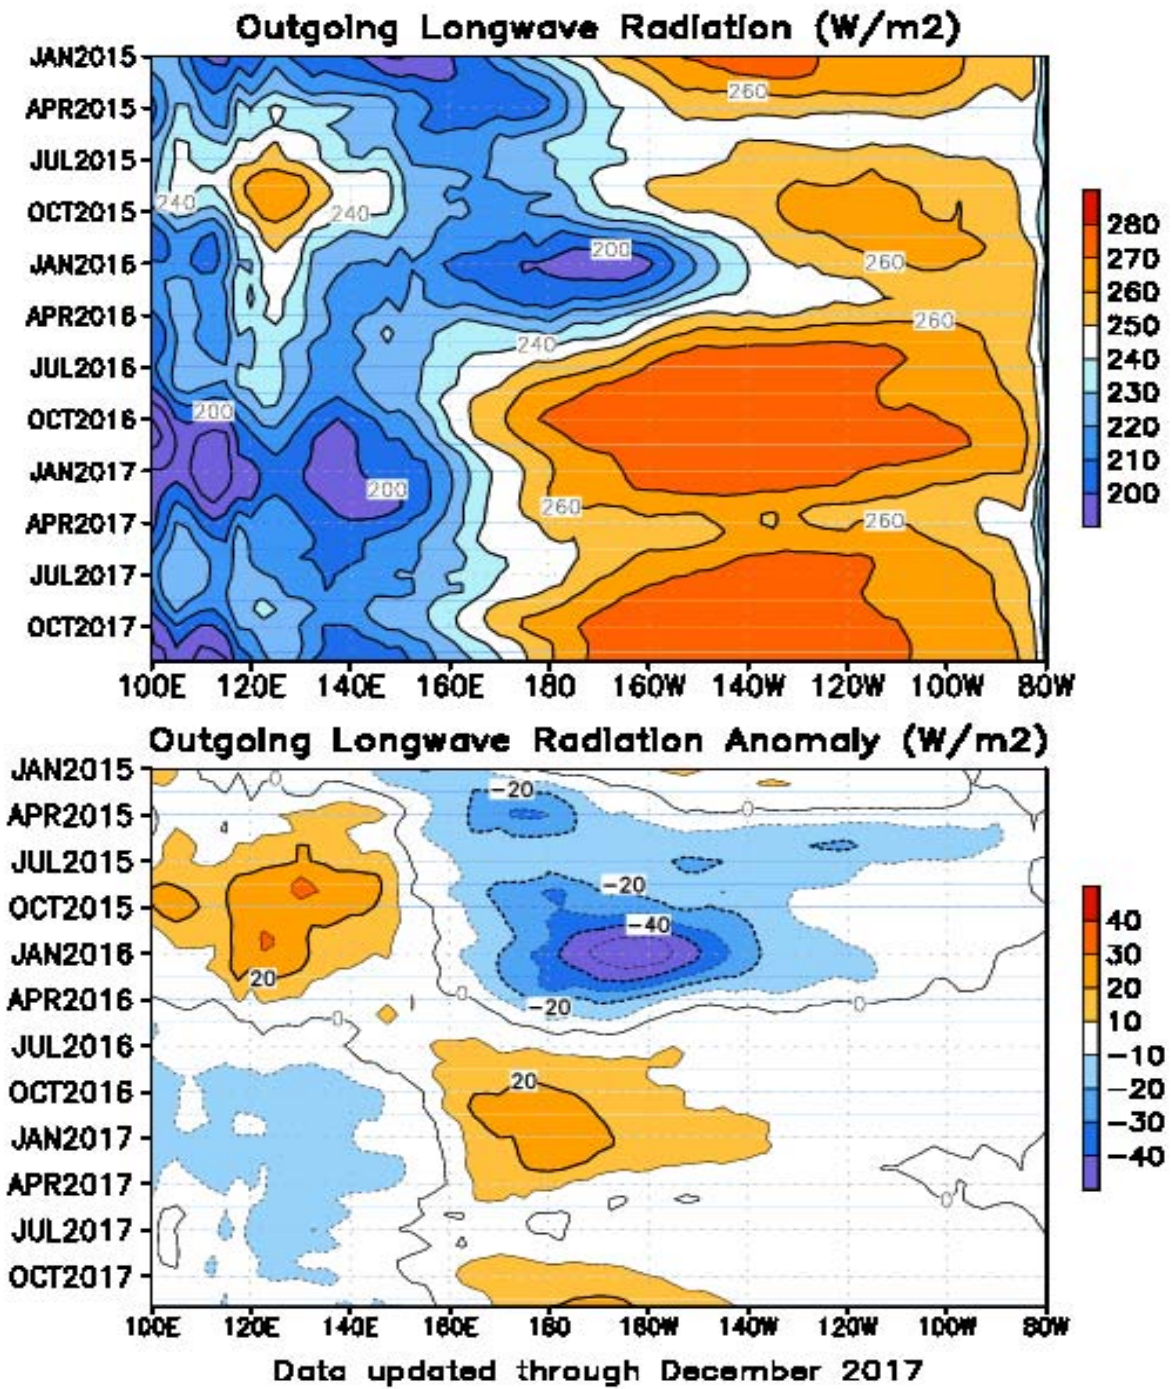 Outgoing Longwave Radiation (W/m2)
JAN2015
260
APR2015
JUL2015
240
240
OCT2015
200
JAN2016
260
APR2016
260
240
JUL2016
200
OCT2016
JAN2017
200
260
260
APR2017
JUL2017
OCT2017
280
270
260
250
240
230
220
210
200
100E 120E 140E 160E 180 160W 140W 120W 100W 80W
Outgoing Longwave Radiation Anomaly (W/m2)
JAN2015
0
-20
0
APR2015
JUL2015
-20
OCT2015
-40
JAN2016
20
0
-20
0
APR2016
0
JUL2016
20
OCT2016
JAN2017
APR2017
0
JUL2017
OCT2017
40
30
20
10
-10
-20
-30
-40
100E 120E 140E 160E 180 160W 140W 120W 100W 80W
Data updated through December 2017